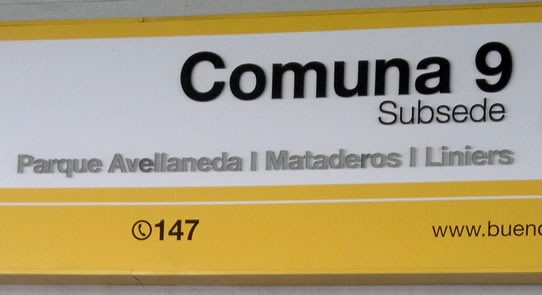 Comuna 9
Subsede
Parque Avellaneda | Mataderos | Liniers
✆147
www.buen